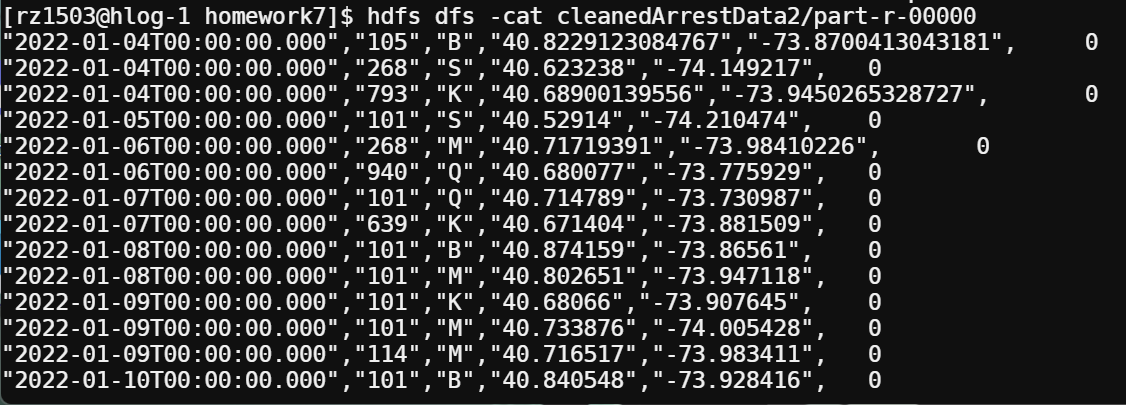 [rz1503@hlog-1 homework7]$ hdfs dfs -cat cleanedArrestData2/part-r-00000
"2022-01-04T00:00:00.000","105","B","40.8229123084767","-73.8700413043181",	0
"2022-01-04T00:00:00.000","268","S","40.623238","-74.149217",	0
"2022-01-04T00:00:00.000","793","K","40.68900139556","-73.9450265328727",	0
"2022-01-05T00:00:00.000","101","S","40.52914","-74.210474",	0
"2022-01-06T00:00:00.000","268","M","40.71719391","-73.98410226",	0
"2022-01-06T00:00:00.000","940","Q","40.680077","-73.775929",	0
"2022-01-07T00:00:00.000","101","Q","40.714789","-73.730987",	0
"2022-01-07T00:00:00.000","639","K","40.671404","-73.881509",	0
"2022-01-08T00:00:00.000","101","B","40.874159","-73.86561",	0
"2022-01-08T00:00:00.000","101","M","40.802651","-73.947118",	0
"2022-01-09T00:00:00.000","101","K","40.68066","-73.907645",	0
"2022-01-09T00:00:00.000","101","M","40.733876","-74.005428",	0
"2022-01-09T00:00:00.000","114","M","40.716517","-73.983411",	0
"2022-01-10T00:00:00.000","101","B","40.840548","-73.928416",	0